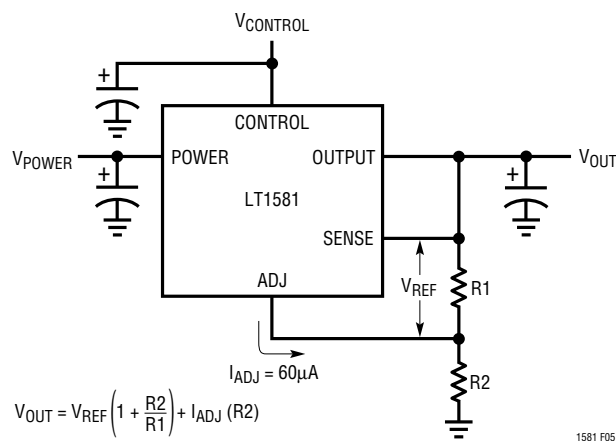 VCONTROL
+
CONTROL
VPOWER
POWER
OUTPUT
VOUT
+
+
LT1581
SENSE
ADJ
VREF
R1
IADJ = 60µA
R2
VOUT = VREF(1 + R2/R1) + IADJ (R2)
1581 F05